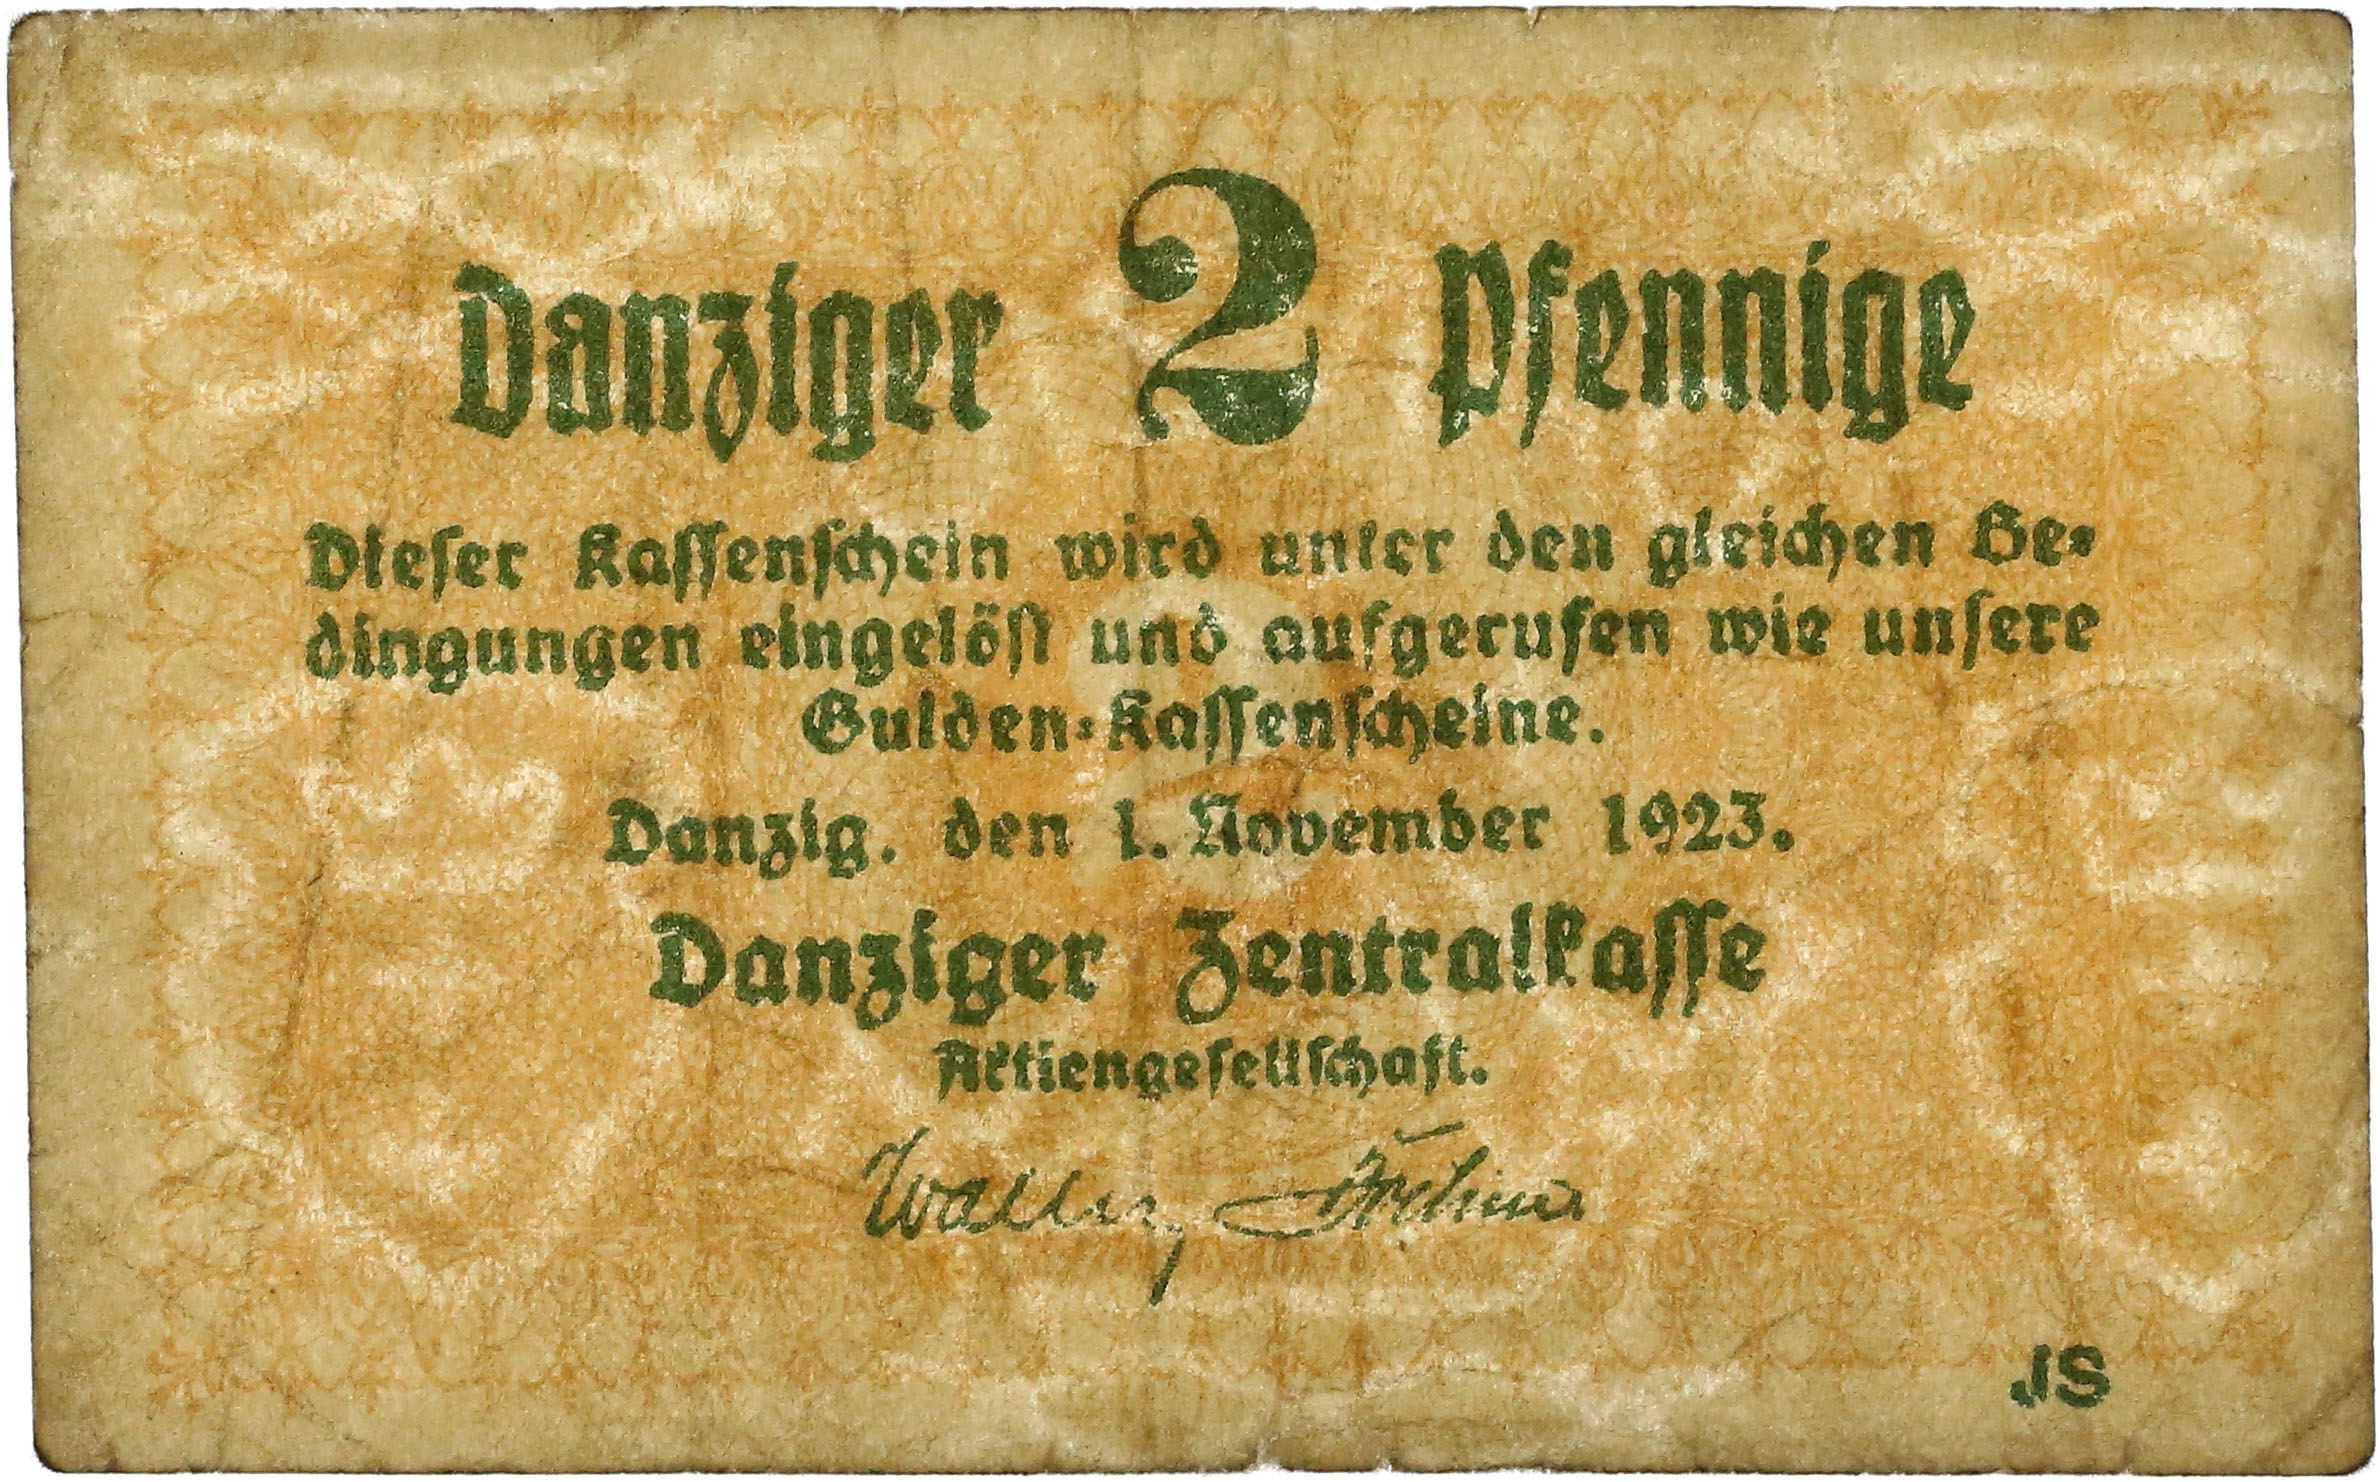 Danziger 2 Pfennige
Dieser Kassenschein wird unter den gleichen Be-
dingungen eingelöst und aufgerufen wie unsere
Gulden-Kassenscheine.
Danzig, den 1. November 1923.
Danziger Zentralkasse
Aktiengesellschaft.
JS